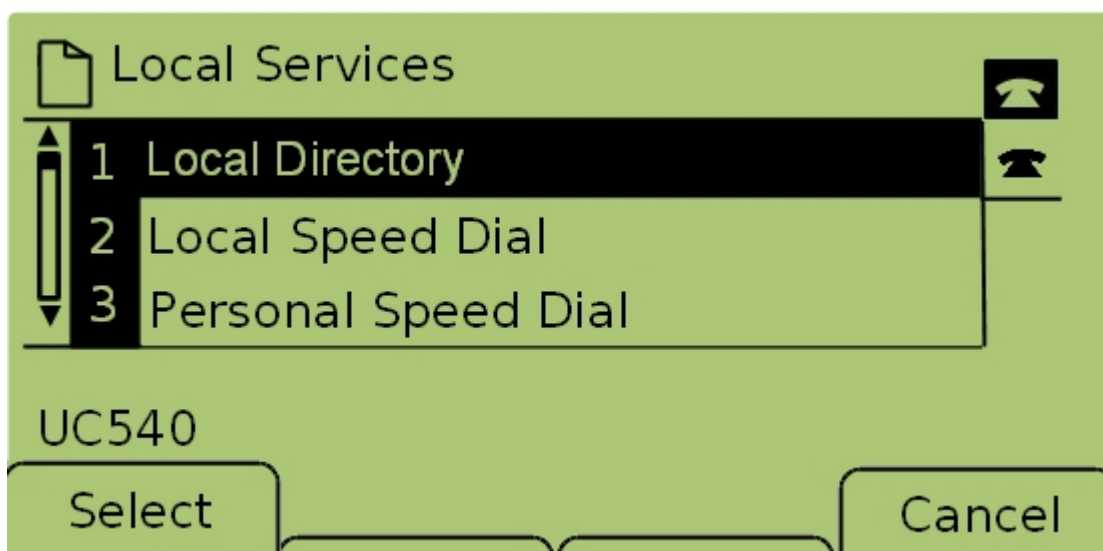 Local Services
1 Local Directory
2 Local Speed Dial
3 Personal Speed Dial
UC540
Select Cancel